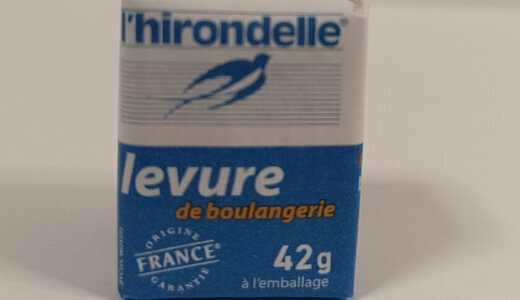 l'hirondelle®
levure
de boulangerie
ORIGINE
FRANCE®
GARANTIE
42g
à l'emballage